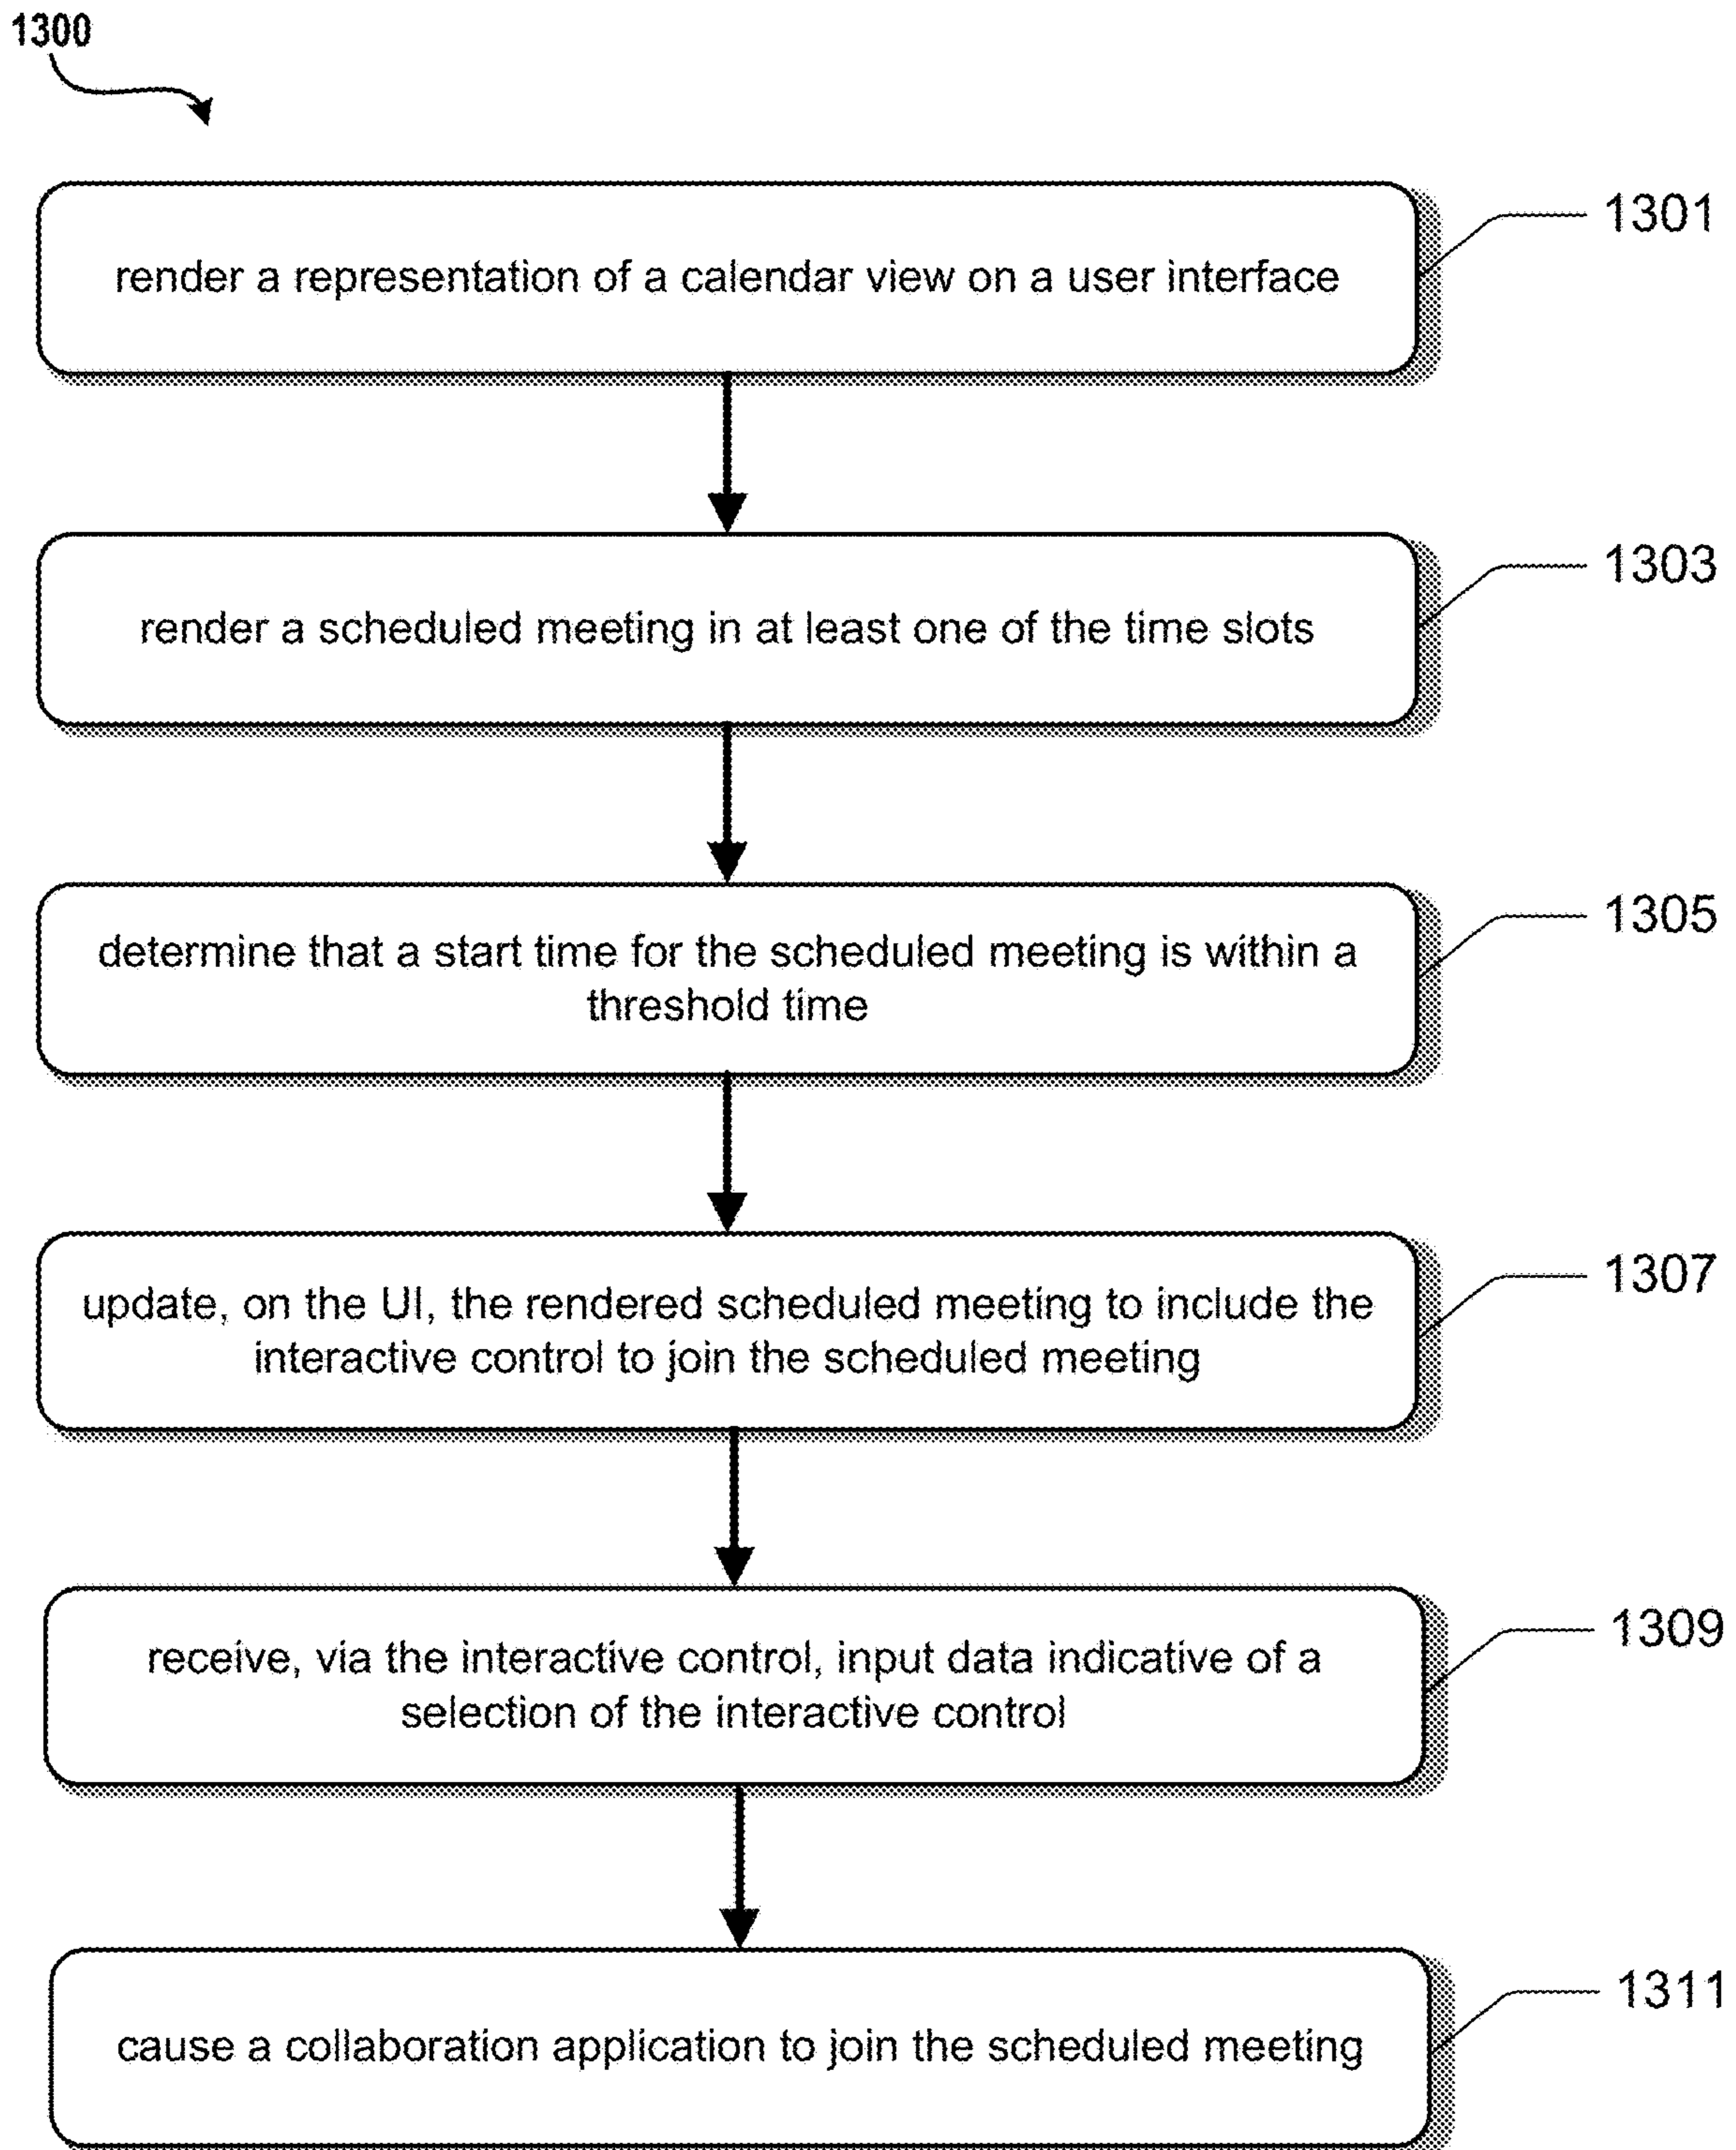 1300
render a representation of a calendar view on a user interface
1301
render a scheduled meeting in at least one of the time slots
1303
determine that a start time for the scheduled meeting is within a
threshold time
1305
update, on the UI, the rendered scheduled meeting to include the
interactive control to join the scheduled meeting
1307
receive, via the interactive control, input data indicative of a
selection of the interactive control
1309
cause a collaboration application to join the scheduled meeting
1311